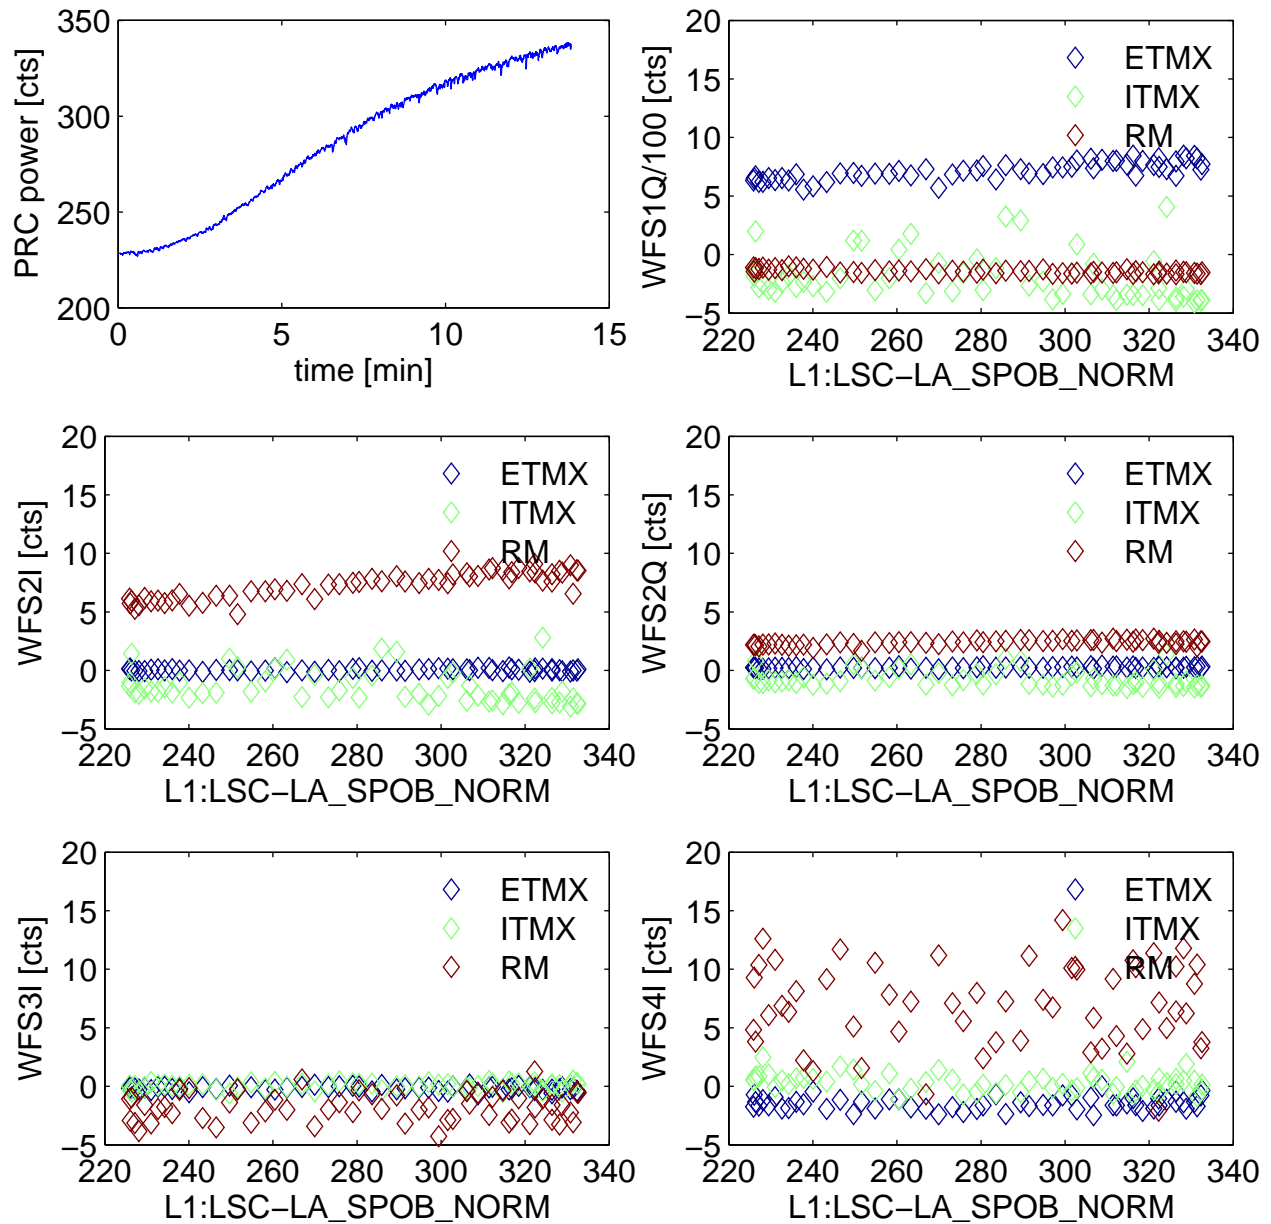 350
300
250
200
PRC power [cts]
0 5 10 15
time [min]
20
15
10
5
0
−5
WFS1Q/100 [cts]
ETMX
ITMX
RM
220 240 260 280 300 320 340
L1:LSC−LA_SPOB_NORM
20
15
10
5
0
−5
WFS2I [cts]
ETMX
ITMX
RM
220 240 260 280 300 320 340
L1:LSC−LA_SPOB_NORM
20
15
10
5
0
−5
WFS2Q [cts]
ETMX
ITMX
RM
220 240 260 280 300 320 340
L1:LSC−LA_SPOB_NORM
20
15
10
5
0
−5
WFS3I [cts]
ETMX
ITMX
RM
220 240 260 280 300 320 340
L1:LSC−LA_SPOB_NORM
20
15
10
5
0
−5
WFS4I [cts]
ETMX
ITMX
RM
220 240 260 280 300 320 340
L1:LSC−LA_SPOB_NORM